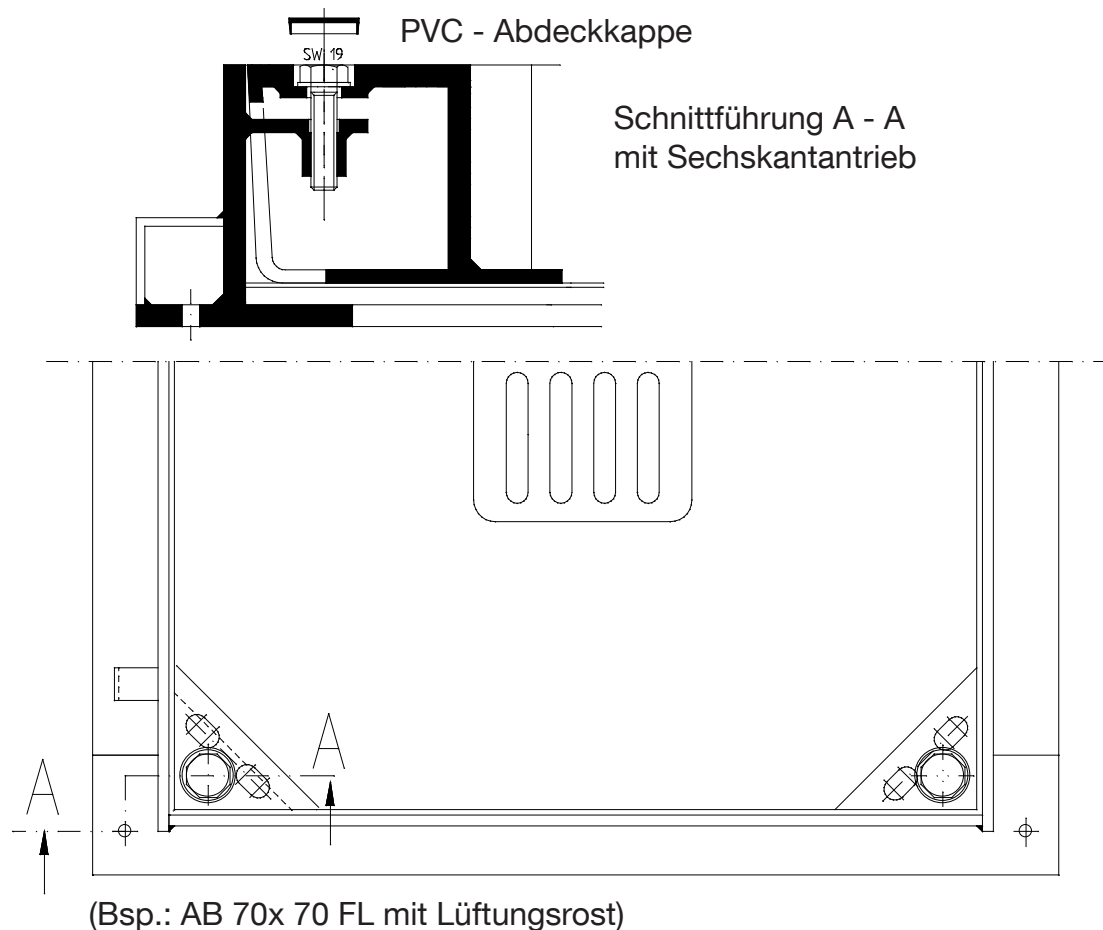 PVC - Abdeckkappe
SW 19
Schnittführung A - A
mit Sechskantantrieb
A
A
(Bsp.: AB 70x 70 FL mit Lüftungsrost)